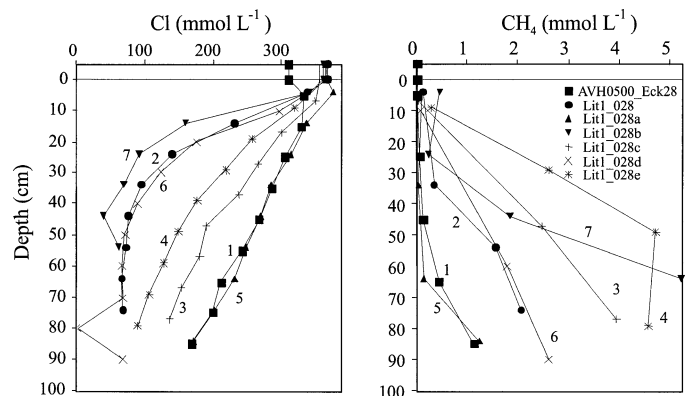 Cl (mmol L⁻¹)
0 100 200 300
Depth (cm)
0
10
20
30
40
50
60
70
80
90
100
7
2
6
4
1
3
5
CH₄ (mmol L⁻¹)
0 1 2 3 4 5
AVH0500_Eck28
Lit1_028
Lit1_028a
Lit1_028b
Lit1_028c
Lit1_028d
Lit1_028e
2
7
1
5
3
4
6